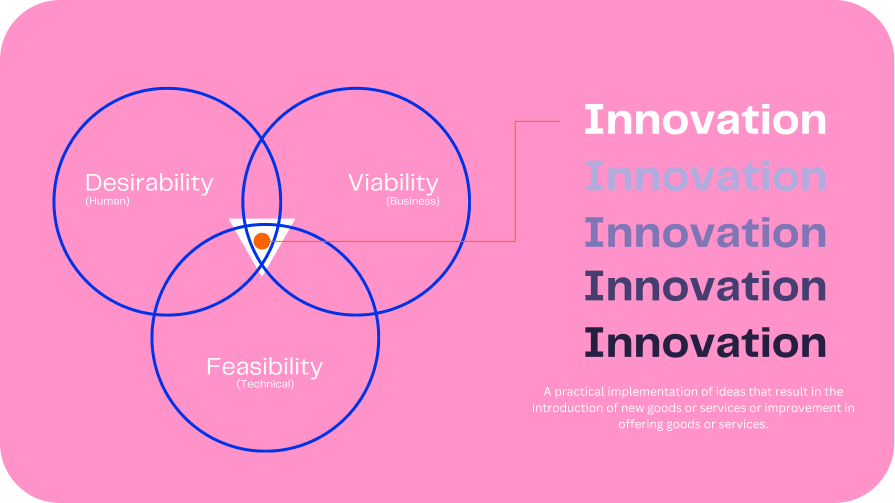 Desirability
(Human)
Viability
(Business)
Feasibility
(Technical)
Innovation
Innovation
Innovation
Innovation
Innovation
A practical implementation of ideas that result in the
introduction of new goods or services or improvement in
offering goods or services.